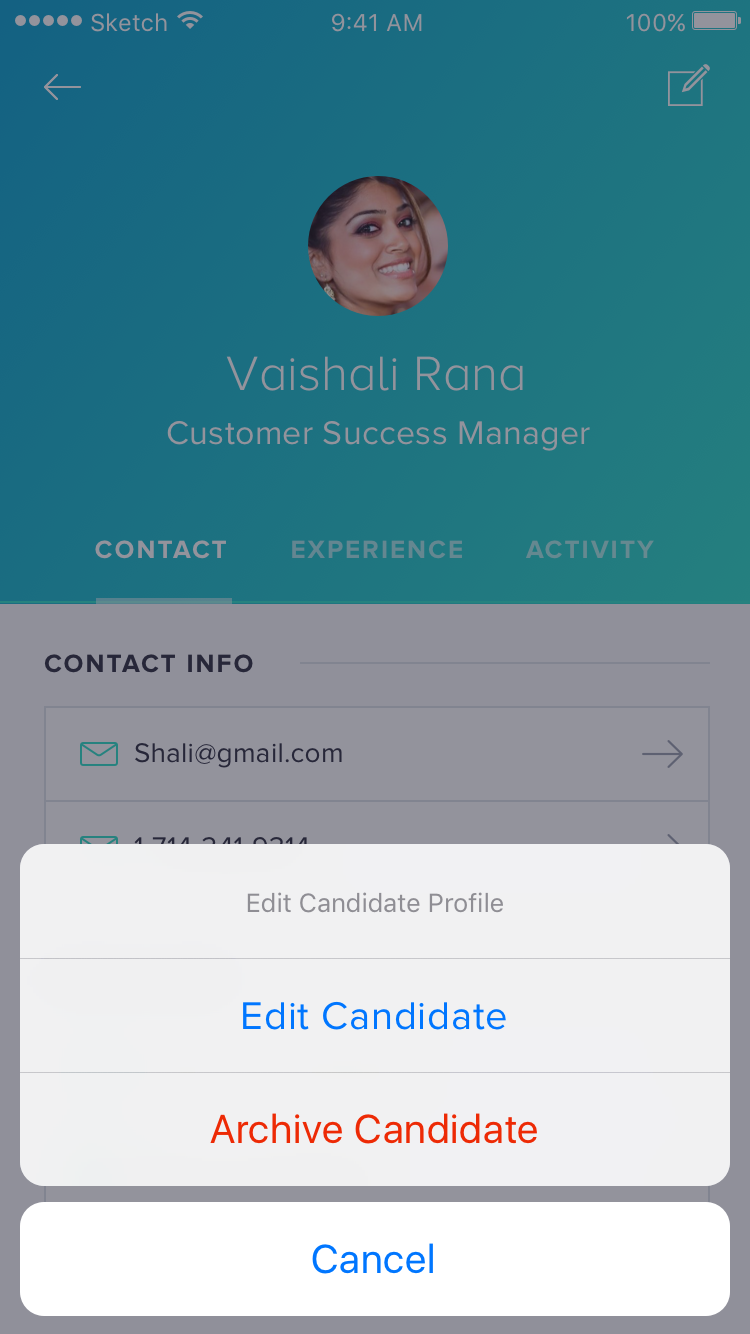 Sketch 9:41 AM 100%
Vaishali Rana
Customer Success Manager
CONTACT EXPERIENCE ACTIVITY
CONTACT INFO
Shali@gmail.com
Edit Candidate Profile
Edit Candidate
Archive Candidate
Cancel